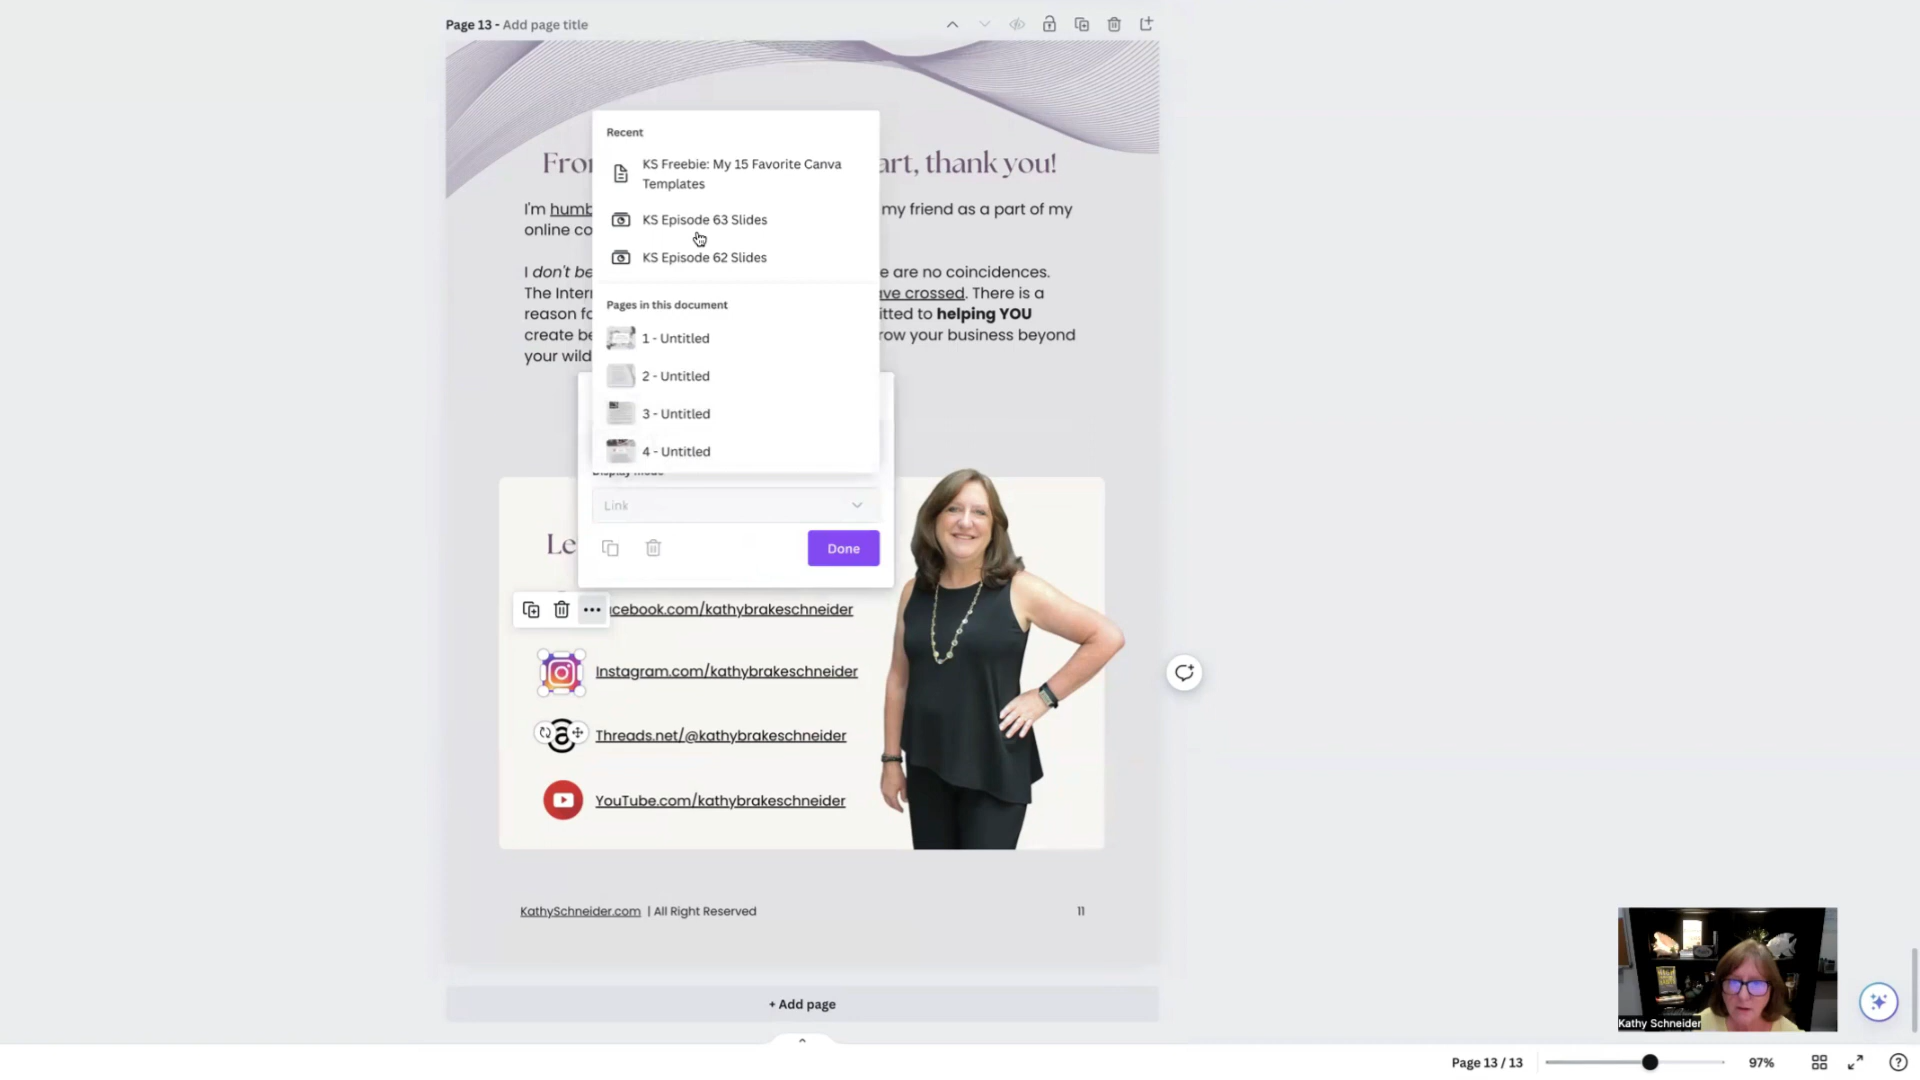 Page 13 - Add page title
Recent
KS Freebie: My 15 Favorite Canva
Templates
KS Episode 63 Slides
KS Episode 62 Slides
Pages in this document
1 - Untitled
2 - Untitled
3 - Untitled
4 - Untitled
art, thank you!
I'm humb my friend as a part of my
online co
I don't be e are no coincidences.
The Inter ve crossed. There is a
reason fo itted to helping YOU
create be row your business beyond
your wild
Link
Done
Le
cebook.com/kathybrakeschneider
Instagram.com/kathybrakeschneider
Threads.net/@kathybrakeschneider
YouTube.com/kathybrakeschneider
KathySchneider.com | All Right Reserved
11
+ Add page
Kathy Schneider
Page 13 / 13
97%